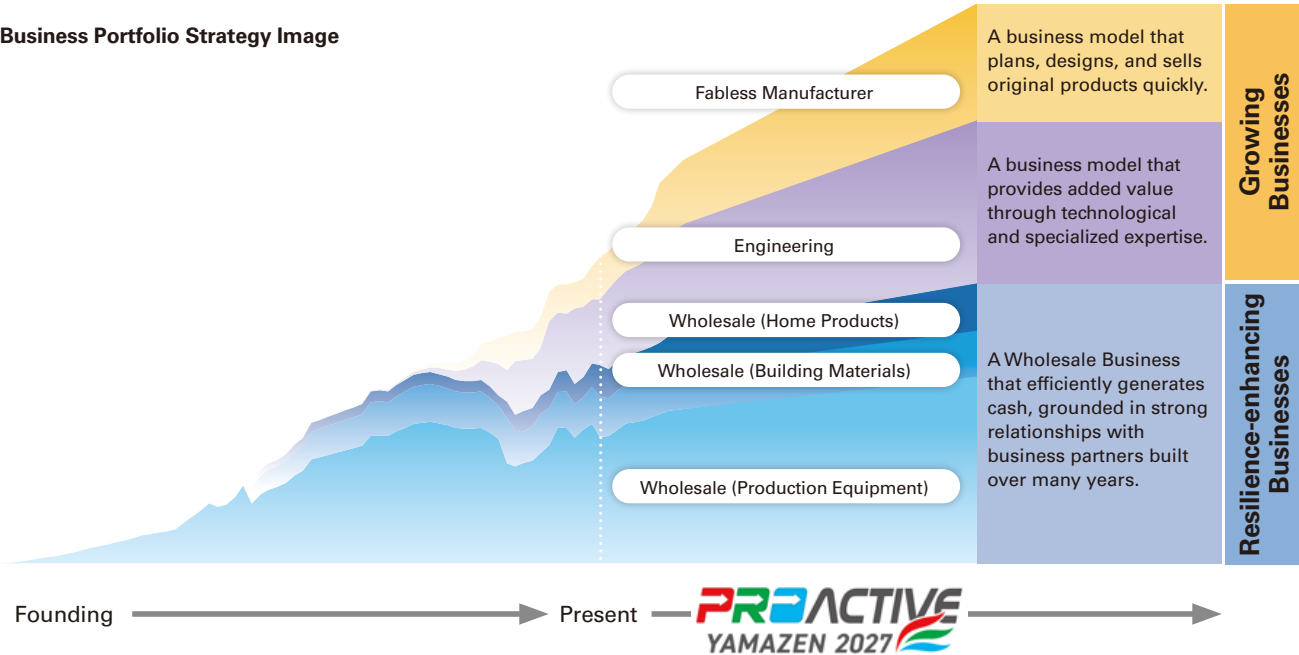 Business Portfolio Strategy Image
Fabless Manufacturer
Engineering
Wholesale (Home Products)
Wholesale (Building Materials)
Wholesale (Production Equipment)
A business model that
plans, designs, and sells
original products quickly.
A business model that
provides added value
through technological
and specialized expertise.
A Wholesale Business
that efficiently generates
cash, grounded in strong
relationships with
business partners built
over many years.
Growing
Businesses
Resilience-enhancing
Businesses
Founding
Present
PROACTIVE
YAMAZEN 2027